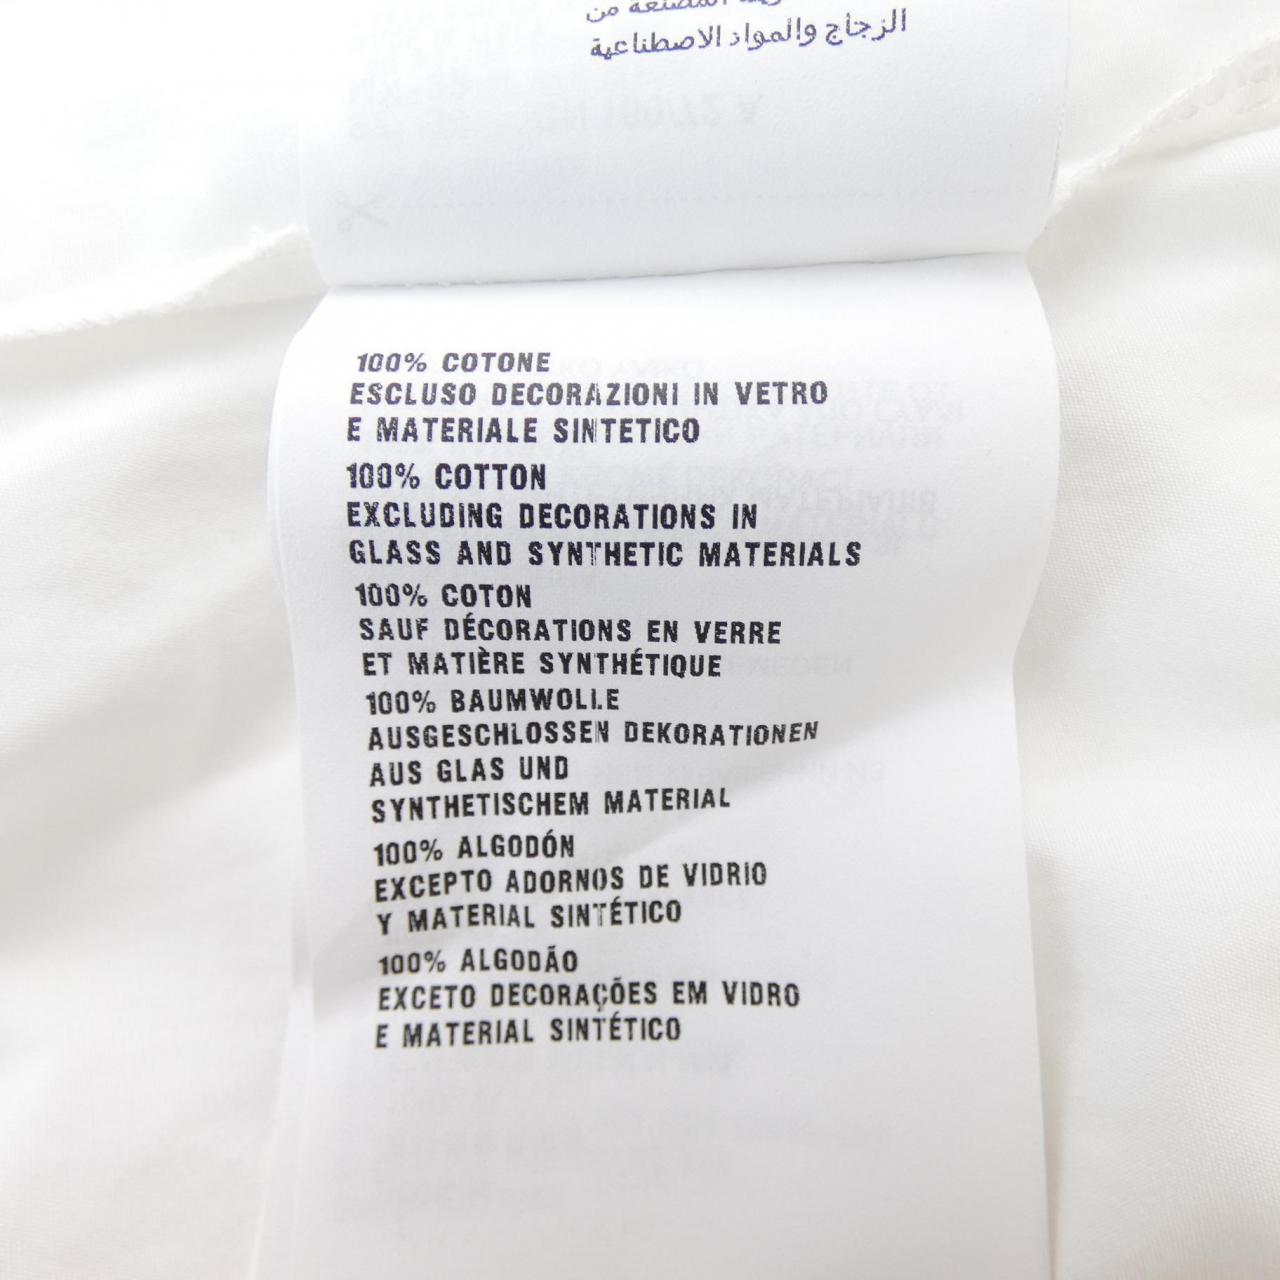 المصنعة من
الزجاج والمواد الاصطناعية
100% COTONE
ESCLUSO DECORAZIONI IN VETRO
E MATERIALE SINTETICO
100% COTTON
EXCLUDING DECORATIONS IN
GLASS AND SYNTHETIC MATERIALS
100% COTON
SAUF DÉCORATIONS EN VERRE
ET MATIÈRE SYNTHÉTIQUE
100% BAUMWOLLE
AUSGESCHLOSSEN DEKORATIONEN
AUS GLAS UND
SYNTHETISCHEM MATERIAL
100% ALGODÓN
EXCEPTO ADORNOS DE VIDRIO
Y MATERIAL SINTÉTICO
100% ALGODÃO
EXCETO DECORAÇÕES EM VIDRO
E MATERIAL SINTÉTICO